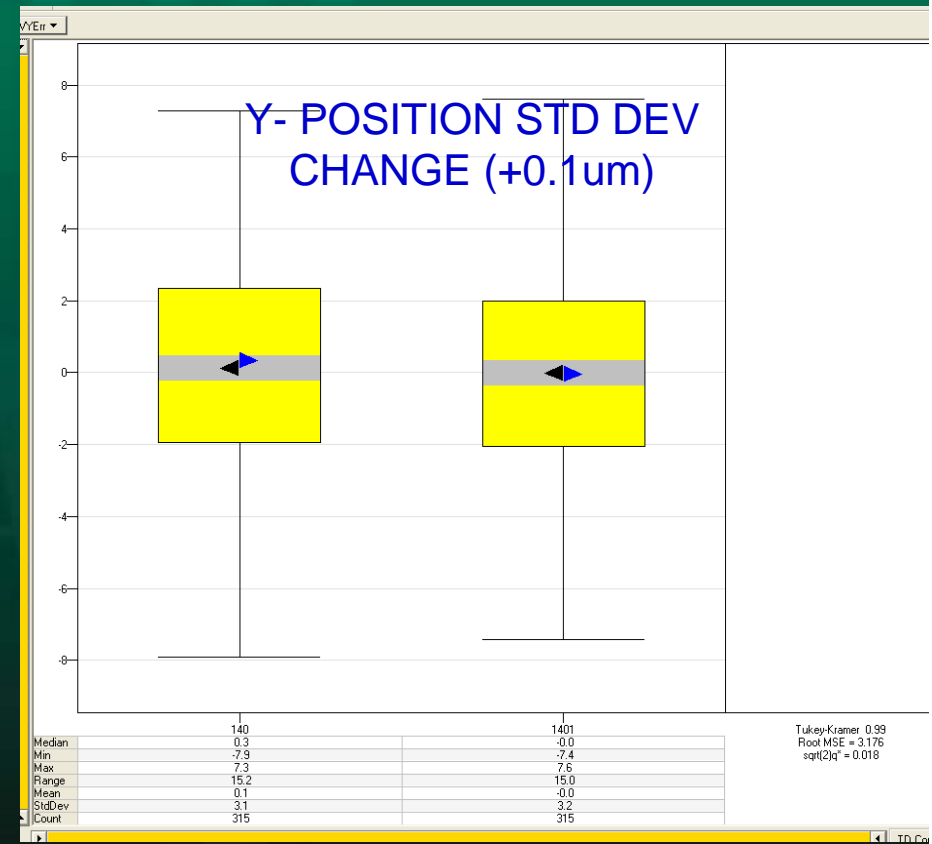 YErr
8
Y- POSITION STD DEV
CHANGE (+0.1um)
6
4
2
0
-2
-4
-6
-8
140 1401
Median 0.3 -0.0
Min -7.9 -7.4
Max 7.3 7.6
Range 15.2 15.0
Mean 0.1 -0.0
StdDev 3.1 3.2
Count 315 315
Tukey-Kramer 0.99
Root MSE = 3.176
sqrt(2)q* = 0.018